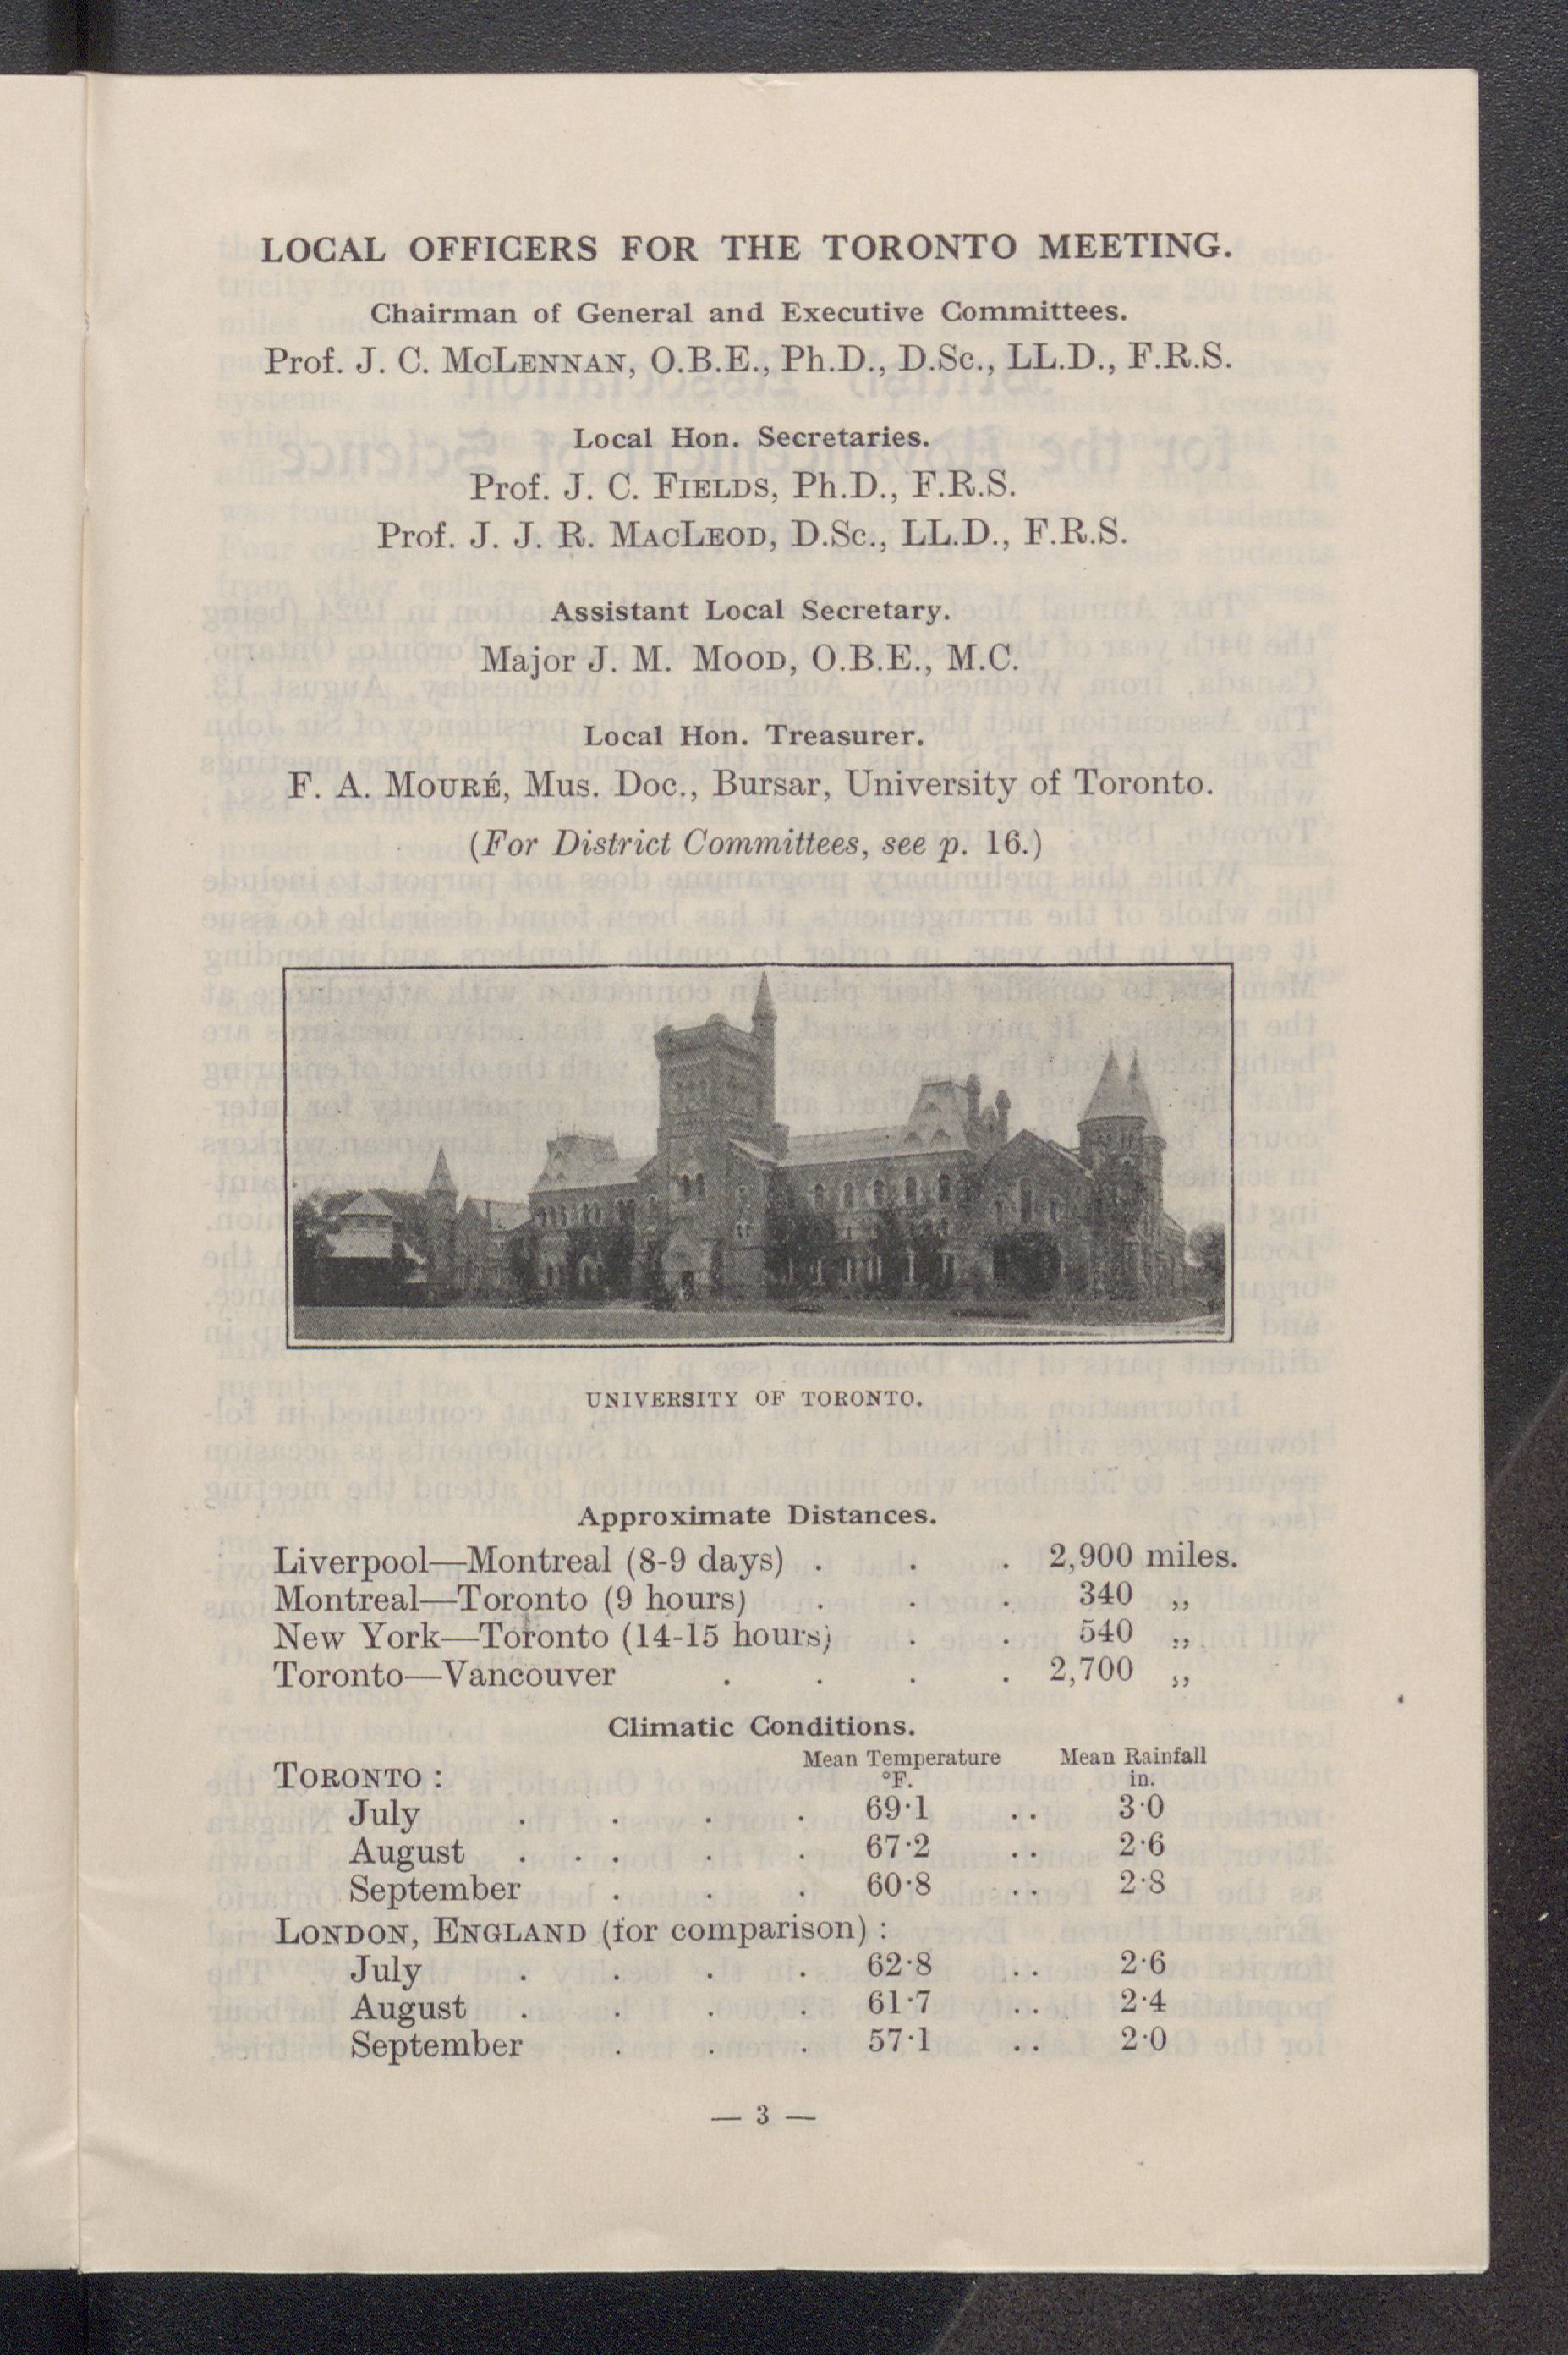 LOCAL OFFICERS FOR THE TORONTO MEETING.
Chairman of General and Executive Committees.
Prof. J. C. McLennan, O.B.E., Ph.D., D.Sc., LL.D., F.R.S.
Local Hon. Secretaries.
Prof. J. C. Fields, Ph.D., F.R.S.
Prof. J. J. R. MacLeod, D.Sc., LL.D., F.R.S.
Assistant Local Secretary.
Major J. M. Mood, O.B.E., M.C.
Local Hon. Treasurer.
F. A. Mouré, Mus. Doc., Bursar, University of Toronto.
(For District Committees, see p. 16.)
UNIVERSITY OF TORONTO.
Approximate Distances.
Liverpool—Montreal (8-9 days) . . . 2,900 miles.
Montreal—Toronto (9 hours) . . . 340 ,,
New York—Toronto (14-15 hours) . . 540 ,,
Toronto—Vancouver . . . . 2,700 ,,
Climatic Conditions.
Mean Temperature Mean Rainfall
Toronto : °F. in.
July . . . . 69·1 .. 3·0
August . . . . . 67·2 .. 2·6
September . . . 60·8 .. 2·8
London, England (for comparison) :
July . . . . 62·8 .. 2·6
August . . . . 61·7 .. 2·4
September . . . 57·1 .. 2·0
— 3 —